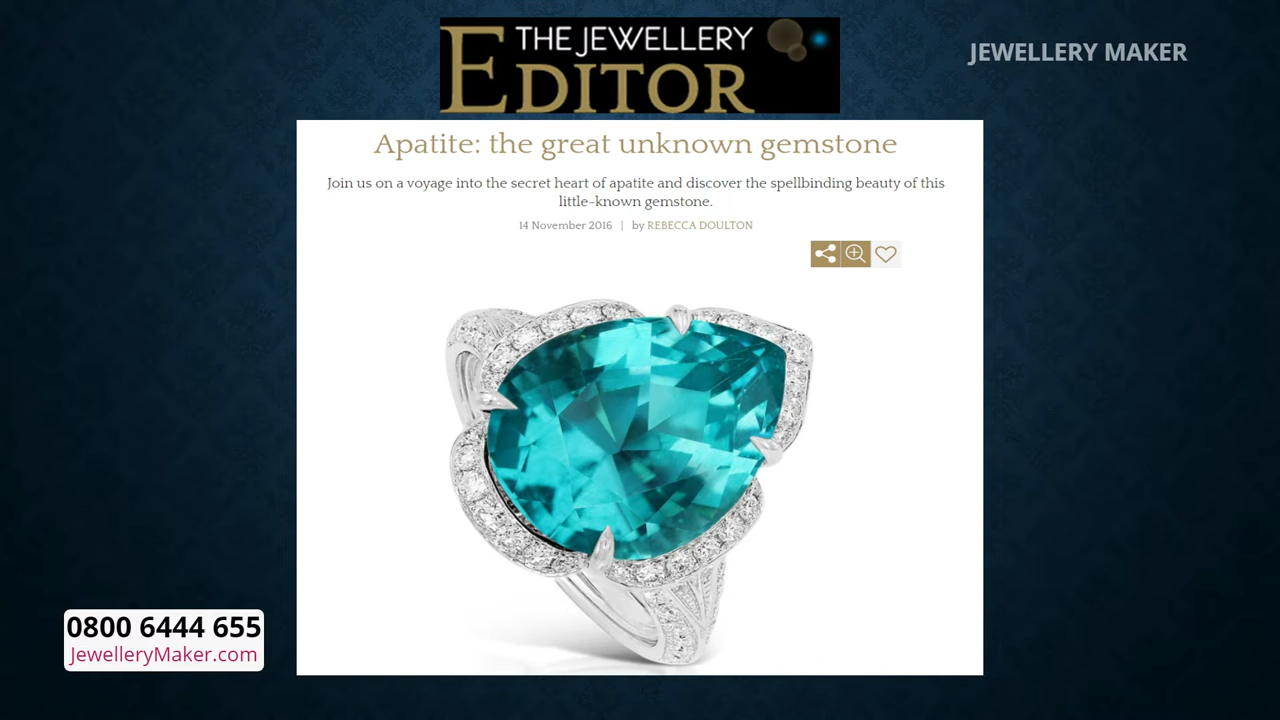 THE JEWELLERY
EDITOR
JEWELLERY MAKER
Apatite: the great unknown gemstone
Join us on a voyage into the secret heart of apatite and discover the spellbinding beauty of this
little-known gemstone.
14 November 2016 | by REBECCA DOULTON
0800 6444 655
JewelleryMaker.com